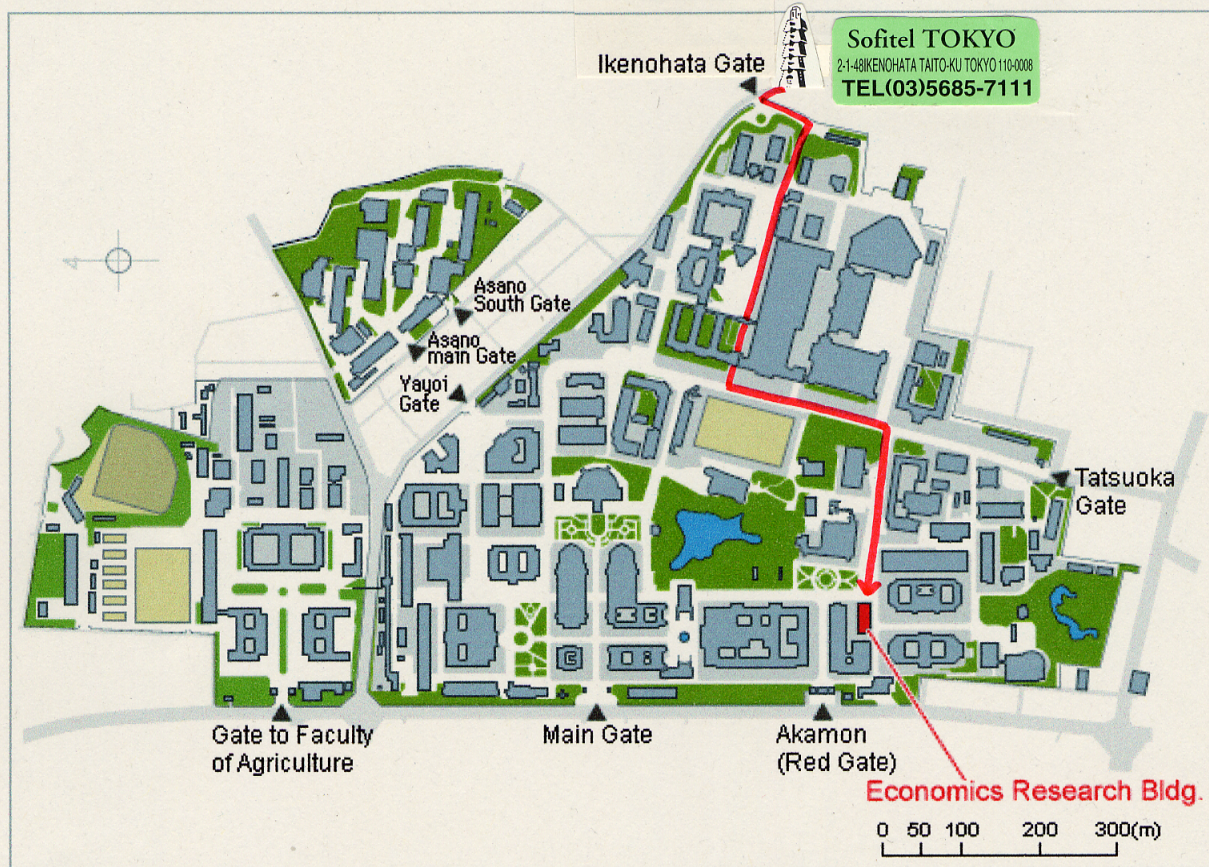 Sofitel TOKYO
2-1-48IKENOHATA TAITO-KU TOKYO 110-0008
TEL(03)5685-7111
Ikenohata Gate
Asano
South Gate
Asano
main Gate
Yayoi
Gate
Tatsuoka
Gate
Gate to Faculty
of Agriculture
Main Gate
Akamon
(Red Gate)
Economics Research Bldg.
0 50 100 200 300(m)